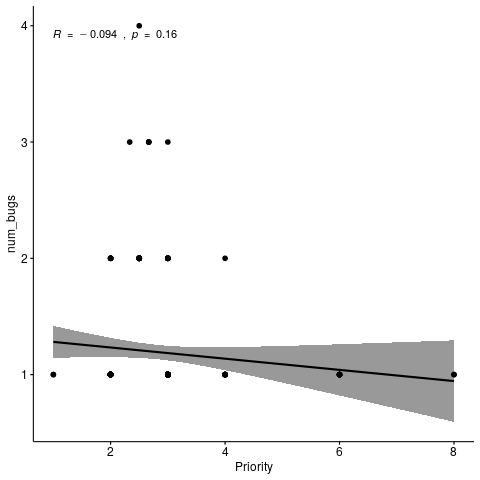 4
R = − 0.094 , p = 0.16
3
num_bugs
2
1
2 4 6 8
Priority